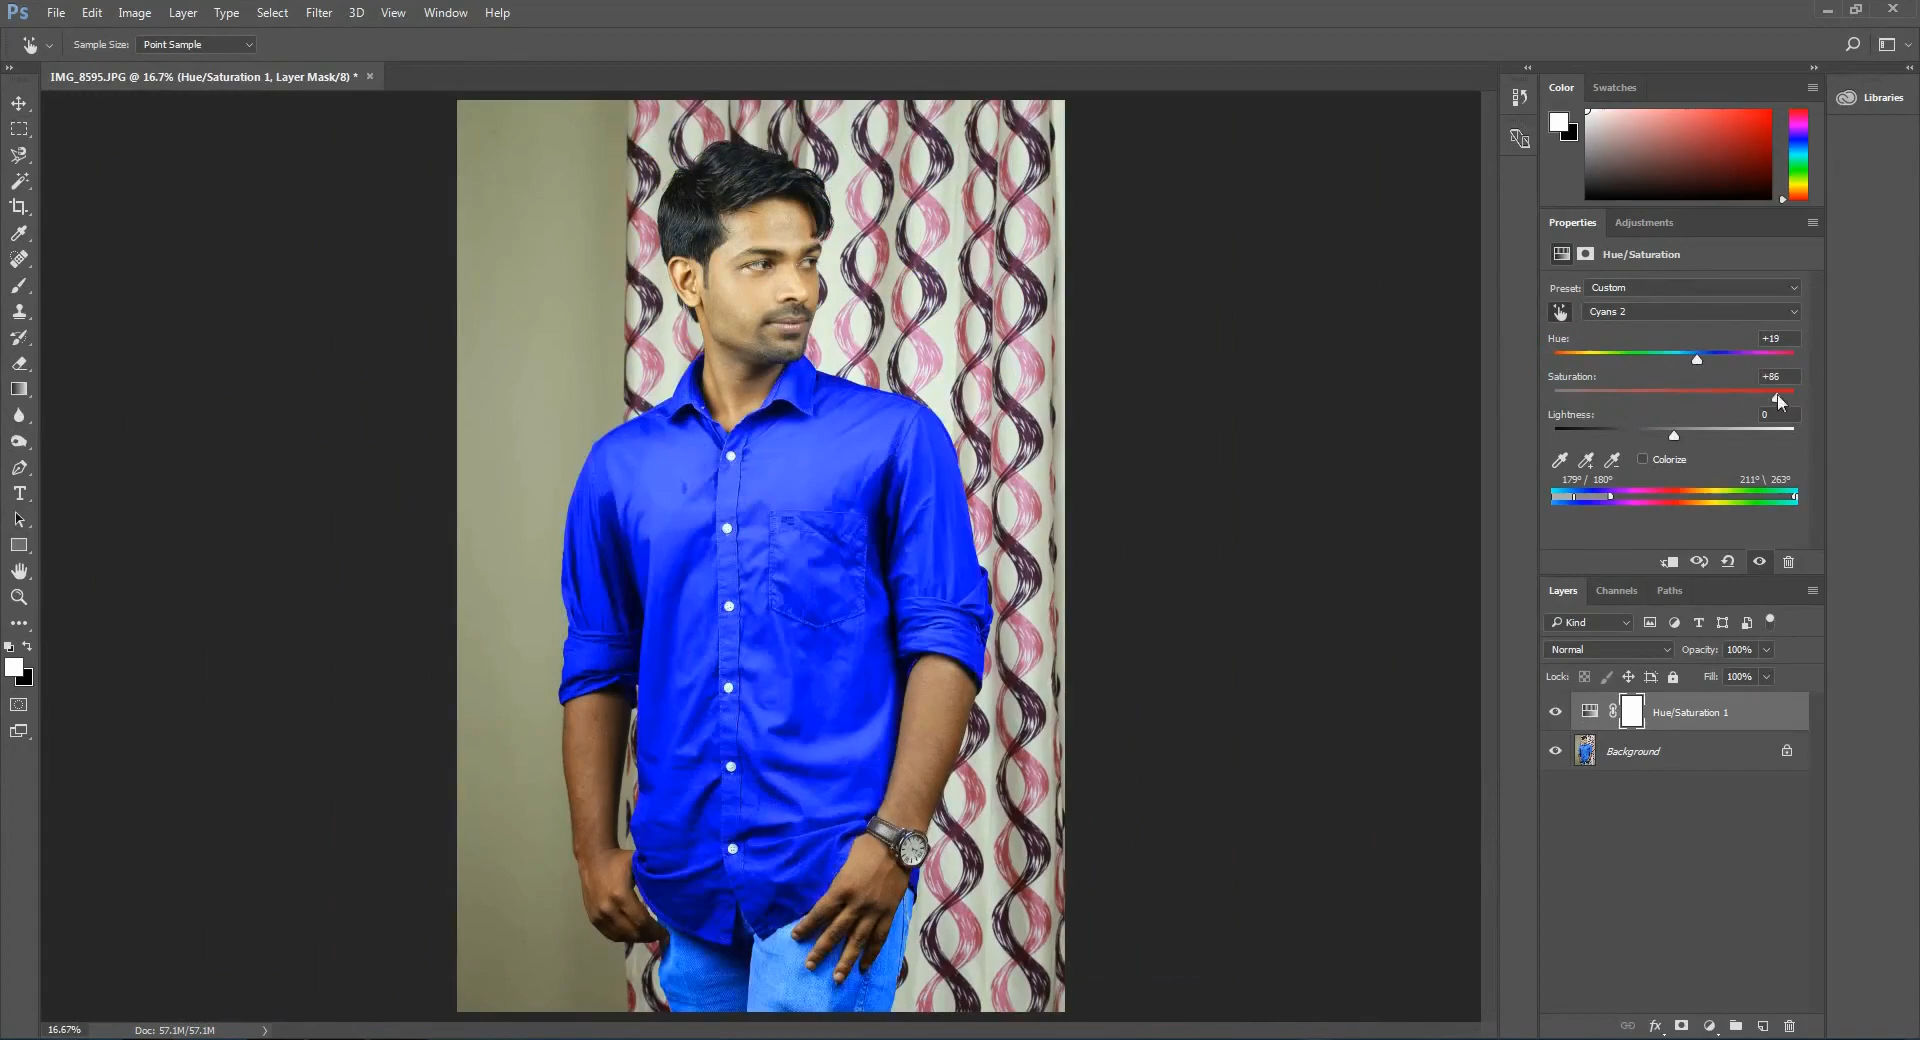 Ps File Edit Image Layer Type Select Filter 3D View Window Help
Sample Size: Point Sample
IMG_8595.JPG @ 16.7% (Hue/Saturation 1, Layer Mask/8) *
Color Swatches
Libraries
Properties Adjustments
Hue/Saturation
Preset: Custom
Cyans 2
Hue: +19
Saturation: +86
Lightness: 0
Colorize
179°/ 180° 211°\ 263°
Layers Channels Paths
Kind
Normal Opacity: 100%
Lock: Fill: 100%
Hue/Saturation 1
Background
16.67% Doc: 57.1M/57.1M
fx